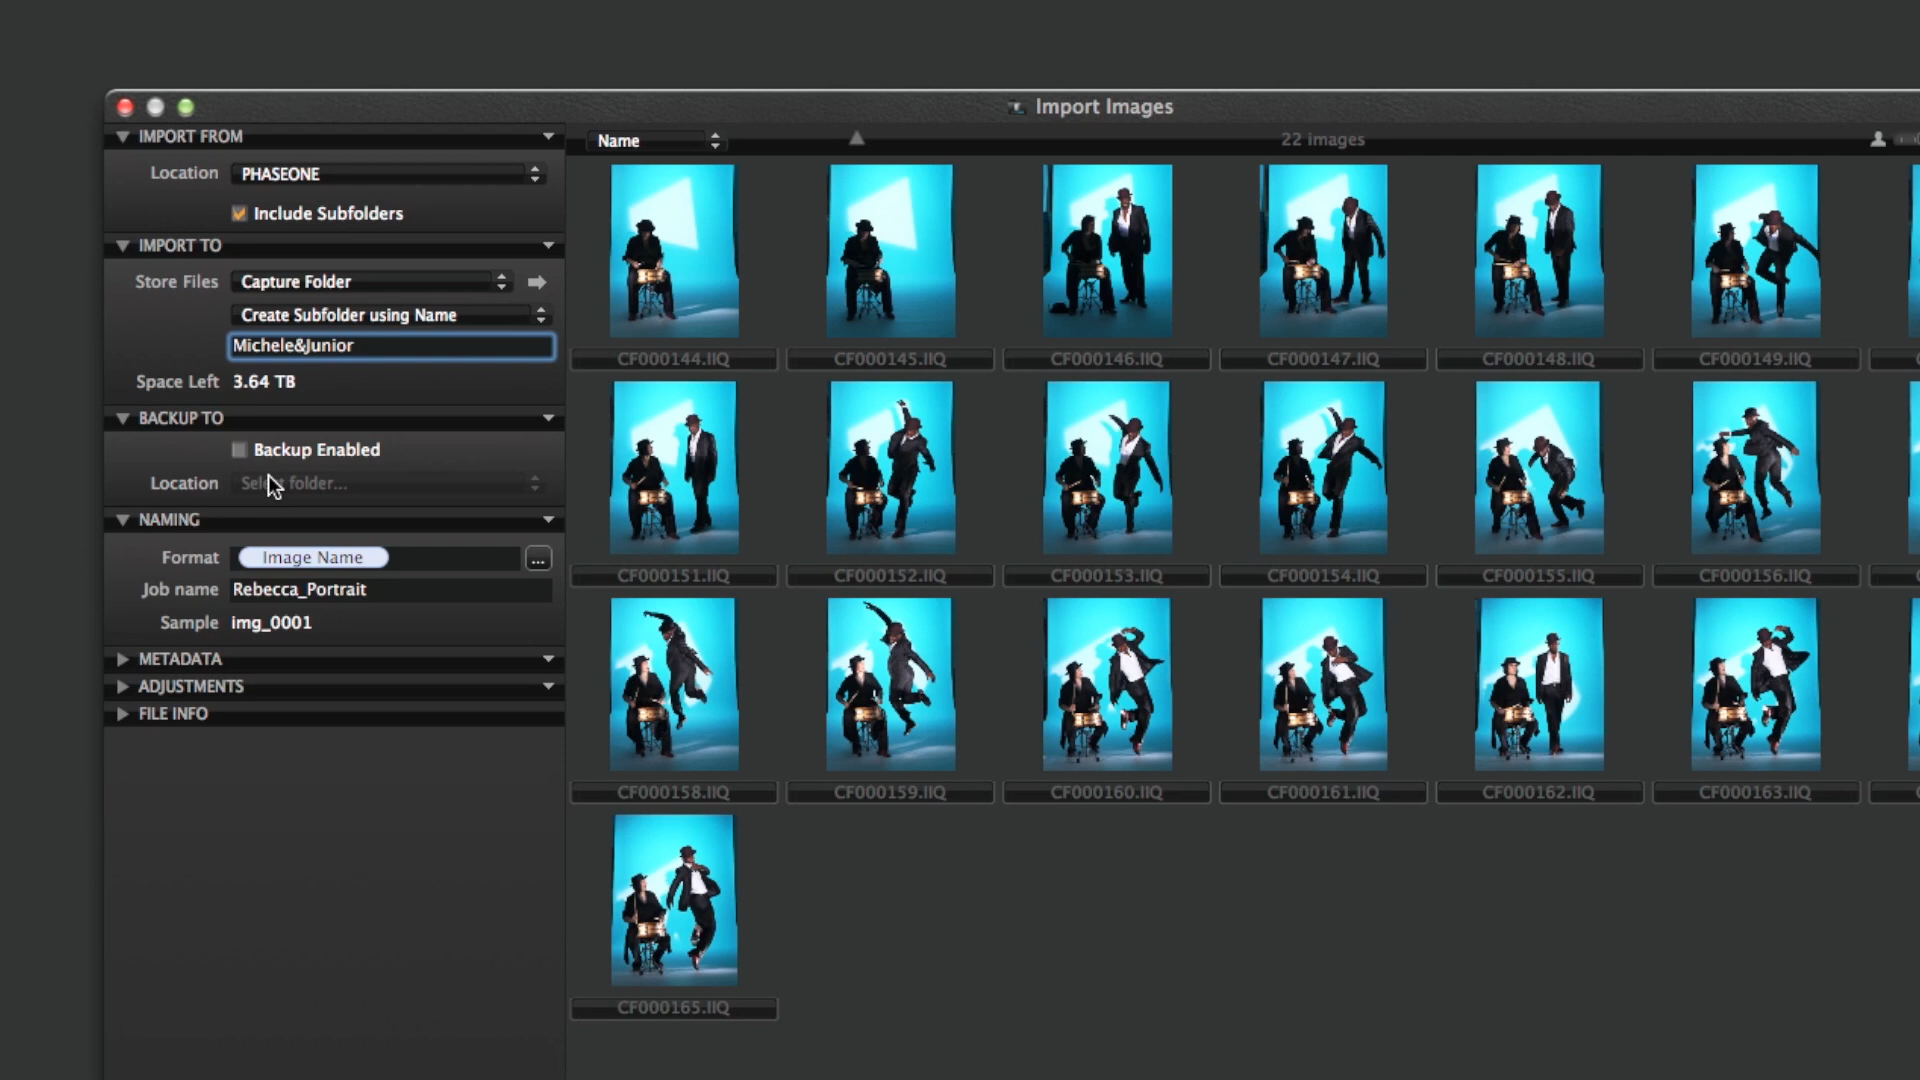 Import Images
IMPORT FROM
Location PHASEONE
Include Subfolders
IMPORT TO
Store Files Capture Folder
Create Subfolder using Name
Michele&Junior
Space Left 3.64 TB
BACKUP TO
Backup Enabled
Location Select folder...
NAMING
Format Image Name ...
Job name Rebecca_Portrait
Sample img_0001
METADATA
ADJUSTMENTS
FILE INFO
Name 22 images
CF000144.IIQ CF000145.IIQ CF000146.IIQ CF000147.IIQ CF000148.IIQ CF000149.IIQ
CF000151.IIQ CF000152.IIQ CF000153.IIQ CF000154.IIQ CF000155.IIQ CF000156.IIQ
CF000158.IIQ CF000159.IIQ CF000160.IIQ CF000161.IIQ CF000162.IIQ CF000163.IIQ
CF000165.IIQ